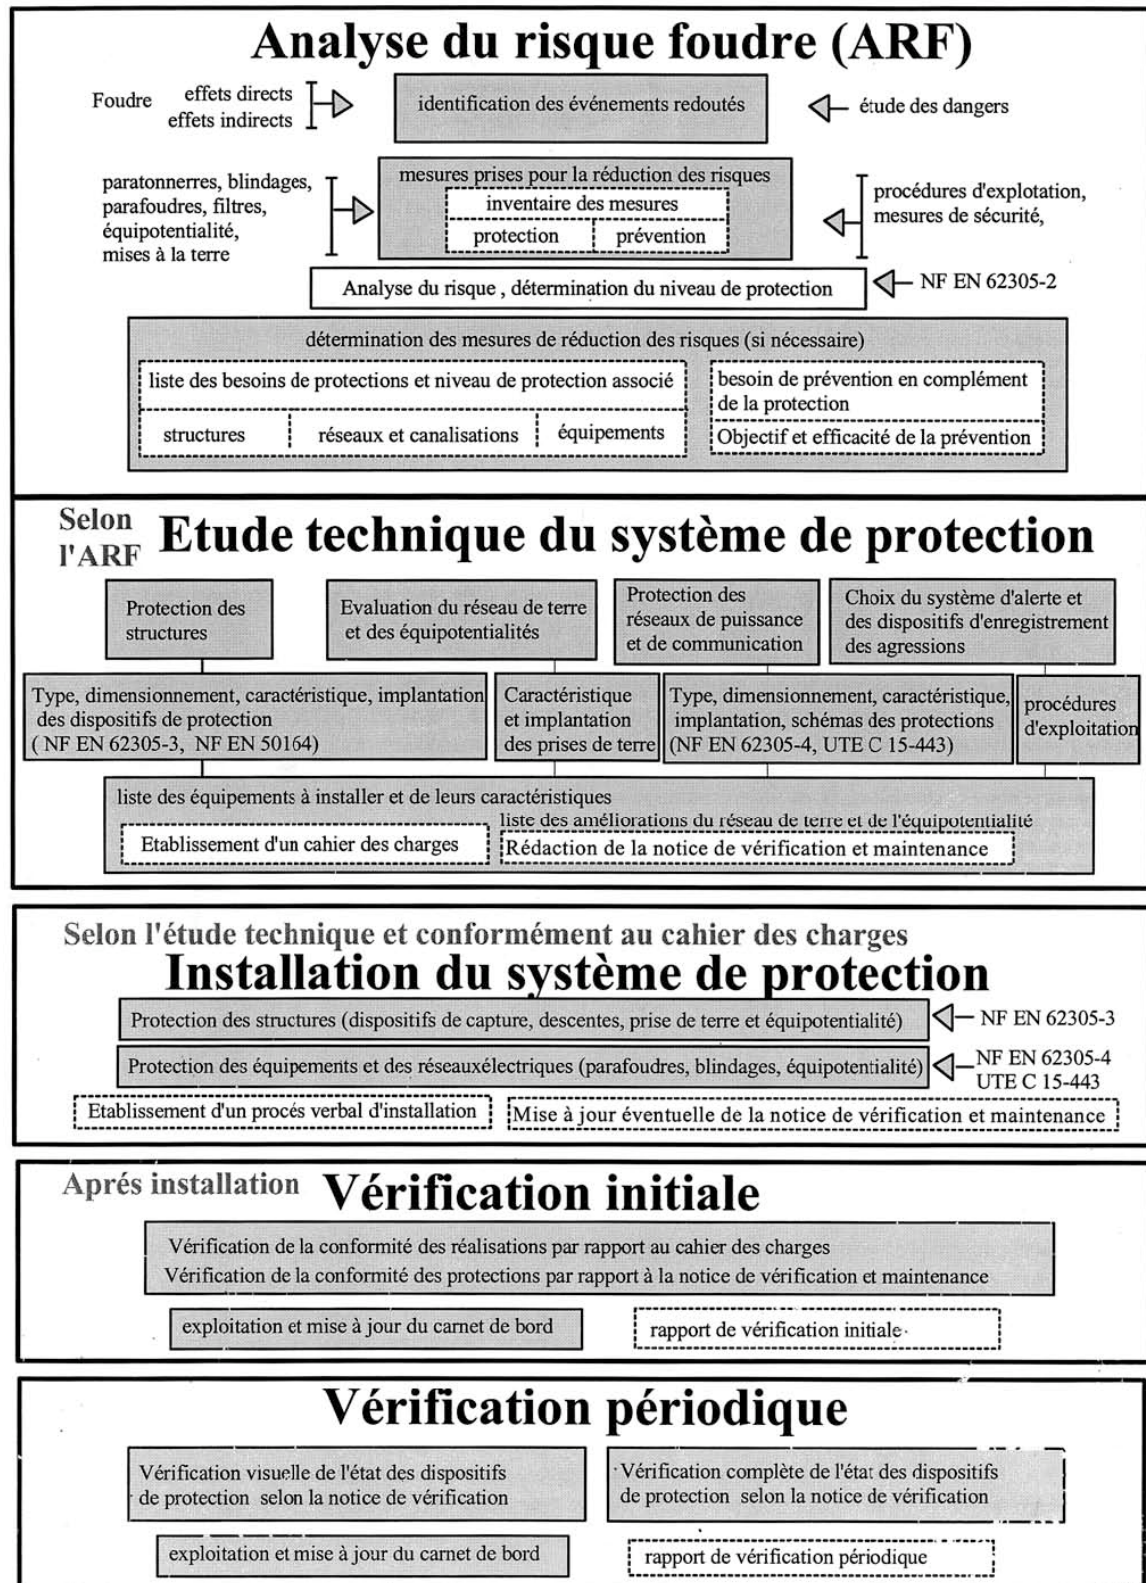 Analyse du risque foudre (ARF)
Foudre
effets directs
effets indirects
identification des événements redoutés
étude des dangers
paratonnerres, blindages,
parafoudres, filtres,
équipotentialité,
mises à la terre
mesures prises pour la réduction des risques
inventaire des mesures
protection
prévention
procédures d'explotation,
mesures de sécurité,
Analyse du risque , détermination du niveau de protection
NF EN 62305-2
détermination des mesures de réduction des risques (si nécessaire)
liste des besoins de protections et niveau de protection associé
structures
réseaux et canalisations
équipements
besoin de prévention en complément
de la protection
Objectif et efficacité de la prévention
Selon
l'ARF
Etude technique du système de protection
Protection des
structures
Evaluation du réseau de terre
et des équipotentialités
Protection des
réseaux de puissance
et de communication
Choix du système d'alerte et
des dispositifs d'enregistrement
des agressions
Type, dimensionnement, caractéristique, implantation
des dispositifs de protection
( NF EN 62305-3, NF EN 50164)
Caractéristique
et implantation
des prises de terre
Type, dimensionnement, caractéristique,
implantation, schémas des protections
(NF EN 62305-4, UTE C 15-443)
procédures
d'exploitation
liste des équipements à installer et de leurs caractéristiques
liste des améliorations du réseau de terre et de l'équipotentialité
Etablissement d'un cahier des charges
Rédaction de la notice de vérification et maintenance
Selon l'étude technique et conformément au cahier des charges
Installation du système de protection
Protection des structures (dispositifs de capture, descentes, prise de terre et équipotentialité)
NF EN 62305-3
Protection des équipements et des réseauxélectriques (parafoudres, blindages, équipotentialité)
NF EN 62305-4
UTE C 15-443
Etablissement d'un procés verbal d'installation
Mise à jour éventuelle de la notice de vérification et maintenance
Aprés installation
Vérification initiale
Vérification de la conformité des réalisations par rapport au cahier des charges
Vérification de la conformité des protections par rapport à la notice de vérification et maintenance
exploitation et mise à jour du carnet de bord
rapport de vérification initiale
Vérification périodique
Vérification visuelle de l'état des dispositifs
de protection selon la notice de vérification
Vérification complète de l'état des dispositifs
de protection selon la notice de vérification
exploitation et mise à jour du carnet de bord
rapport de vérification périodique